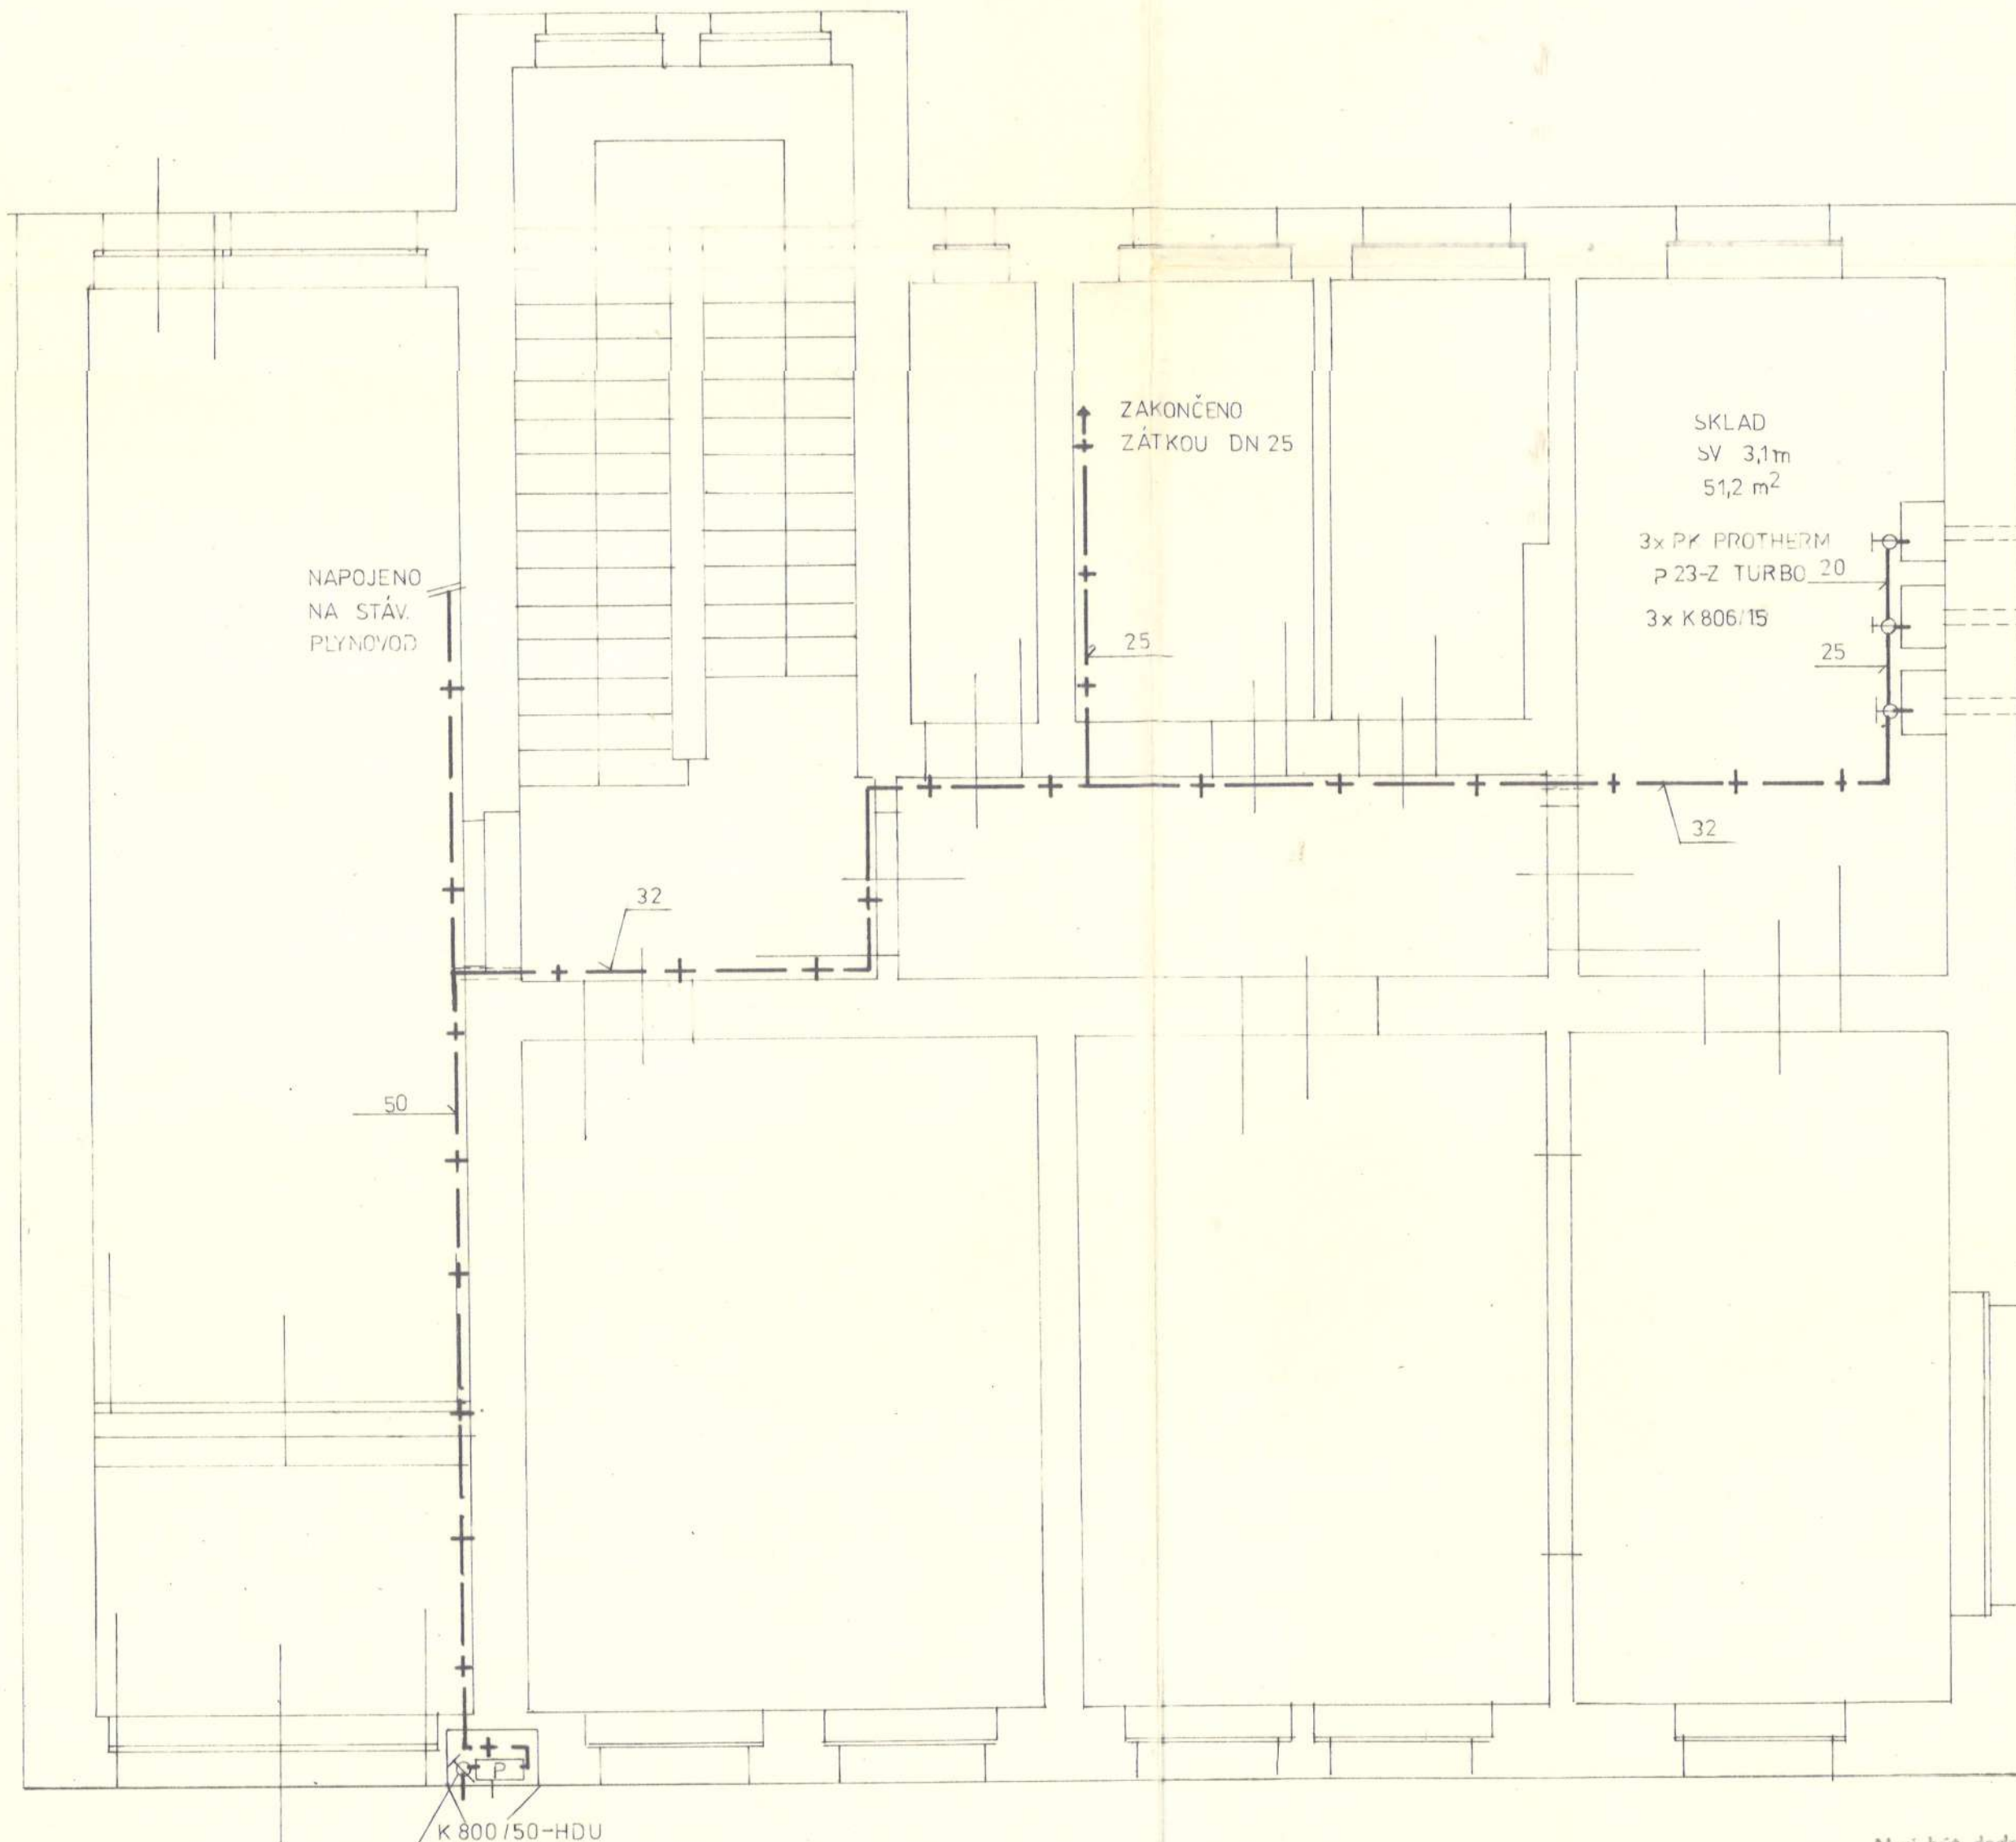 ZAKONČENO
ZÁTKOU DN 25
SKLAD
SV 3,1m
51,2 m²
3x PK PROTHERM
P 23-Z TURBO 20
3x K 806/15
25
NAPOJENO
NA STÁV.
PLYNOVOD
25
32
32
50
P
K 800/50-HDU